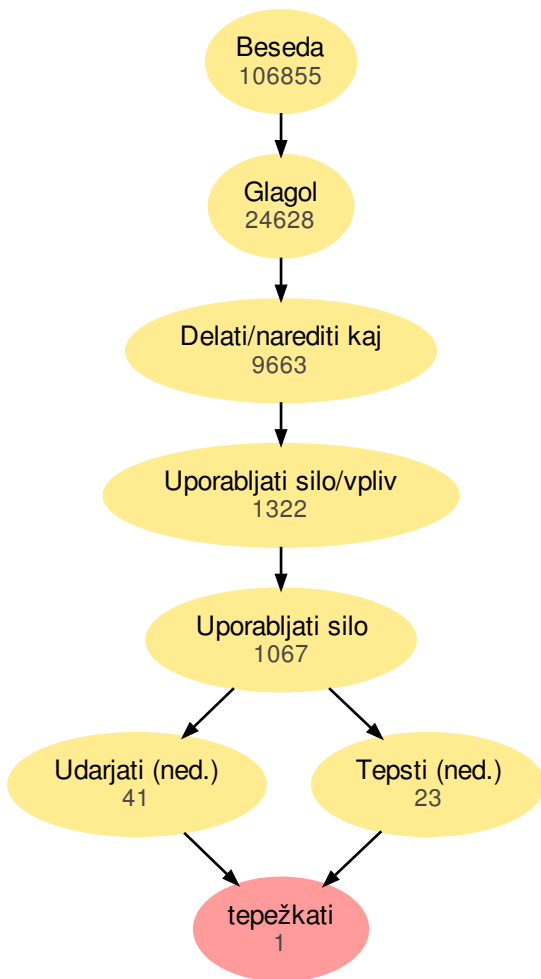 Beseda
106855
Glagol
24628
Delati/narediti kaj
9663
Uporabljati silo/vpliv
1322
Uporabljati silo
1067
Udarjati (ned.)
41
Tepsti (ned.)
23
tepežkati
1